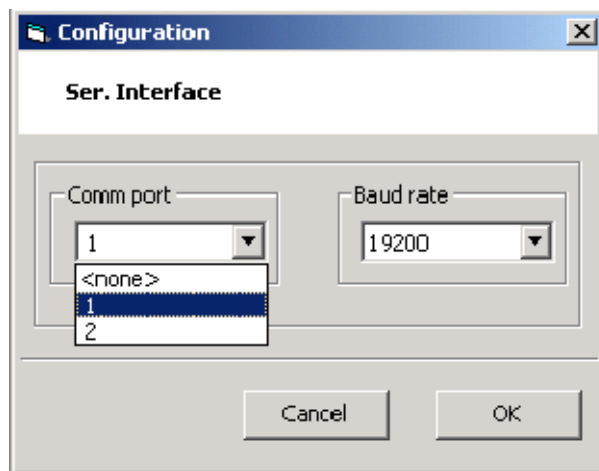 Configuration
Ser. Interface
Comm port
Baud rate
1
19200
<none>
1
2
Cancel
OK